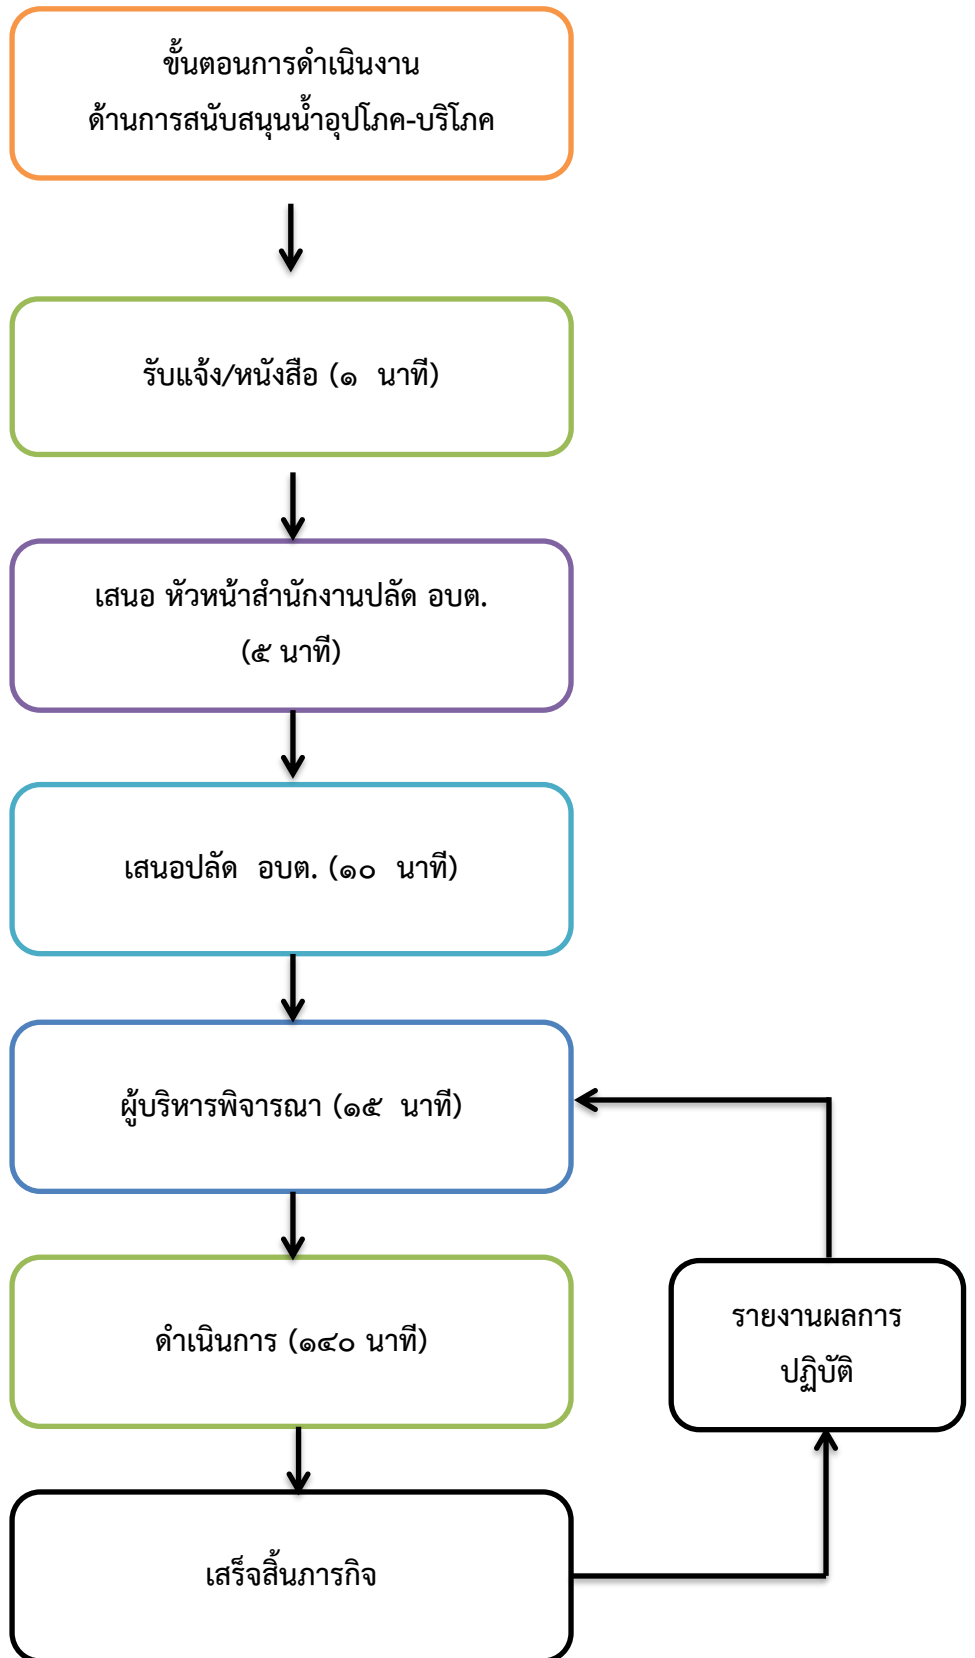 ขั้นตอนการดำเนินงาน
ด้านการสนับสนุนน้ำอุปโภค-บริโภค
รับแจ้ง/หนังสือ (๑ นาที)
เสนอ หัวหน้าสำนักงานปลัด อบต.
(๕ นาที)
เสนอปลัด อบต. (๑๐ นาที)
ผู้บริหารพิจารณา (๑๕ นาที)
ดำเนินการ (๑๔๐ นาที)
รายงานผลการ
ปฏิบัติ
เสร็จสิ้นภารกิจ